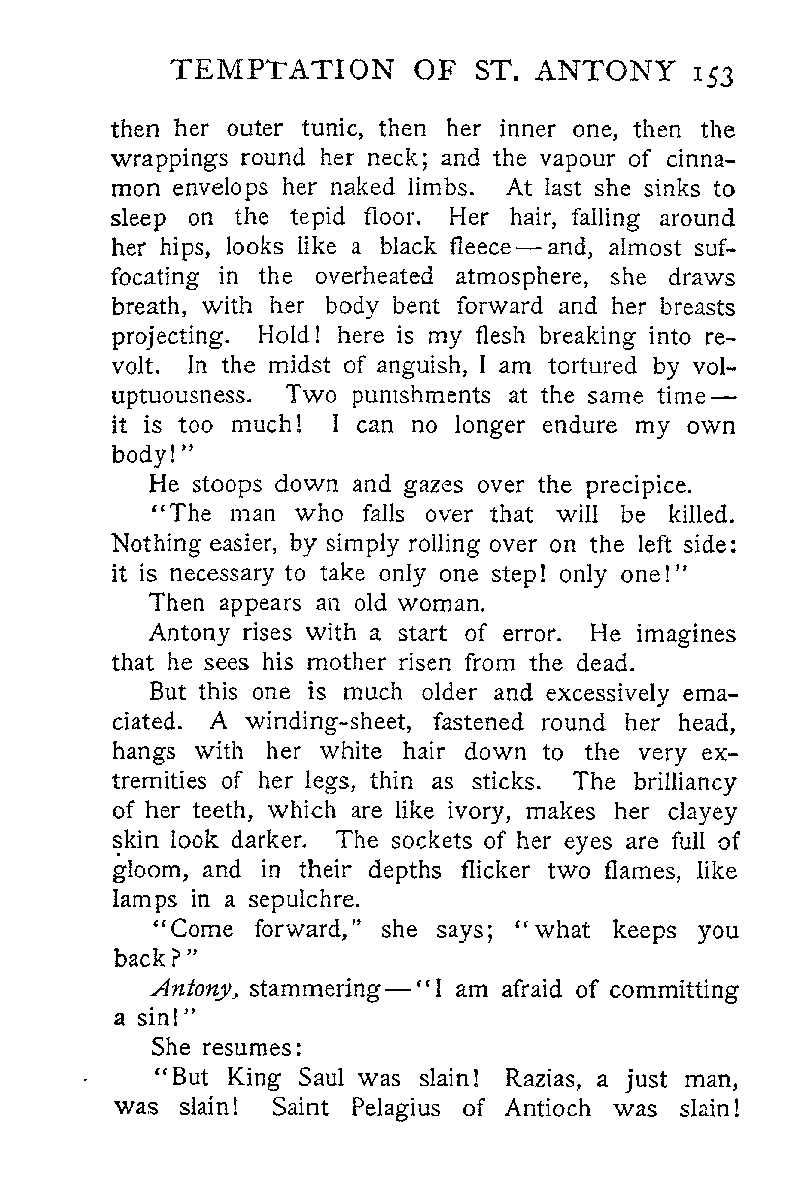 TEMPTATION OF ST. ANTONY 153
then her outer tunic, then her inner one, then the
wrappings round her neck; and the vapour of cinna-
mon envelops her naked limbs. At last she sinks to
sleep on the tepid floor. Her hair, falling around
her hips, looks like a black fleece—and, almost suf-
focating in the overheated atmosphere, she draws
breath, with her body bent forward and her breasts
projecting. Hold! here is my flesh breaking into re-
volt. In the midst of anguish, I am tortured by vol-
uptuousness. Two punishments at the same time—
it is too much! I can no longer endure my own
body!"
He stoops down and gazes over the precipice.
"The man who falls over that will be killed.
Nothing easier, by simply rolling over on the left side:
it is necessary to take only one step! only one!"
Then appears an old woman.
Antony rises with a start of error. He imagines
that he sees his mother risen from the dead.
But this one is much older and excessively ema-
ciated. A winding-sheet, fastened round her head,
hangs with her white hair down to the very ex-
tremities of her legs, thin as sticks. The brilliancy
of her teeth, which are like ivory, makes her clayey
skin look darker. The sockets of her eyes are full of
gloom, and in their depths flicker two flames, like
lamps in a sepulchre.
"Come forward," she says; "what keeps you
back?"
Antony, stammering—"I am afraid of committing
a sin!"
She resumes:
"But King Saul was slain! Razias, a just man,
was slain! Saint Pelagius of Antioch was slain!